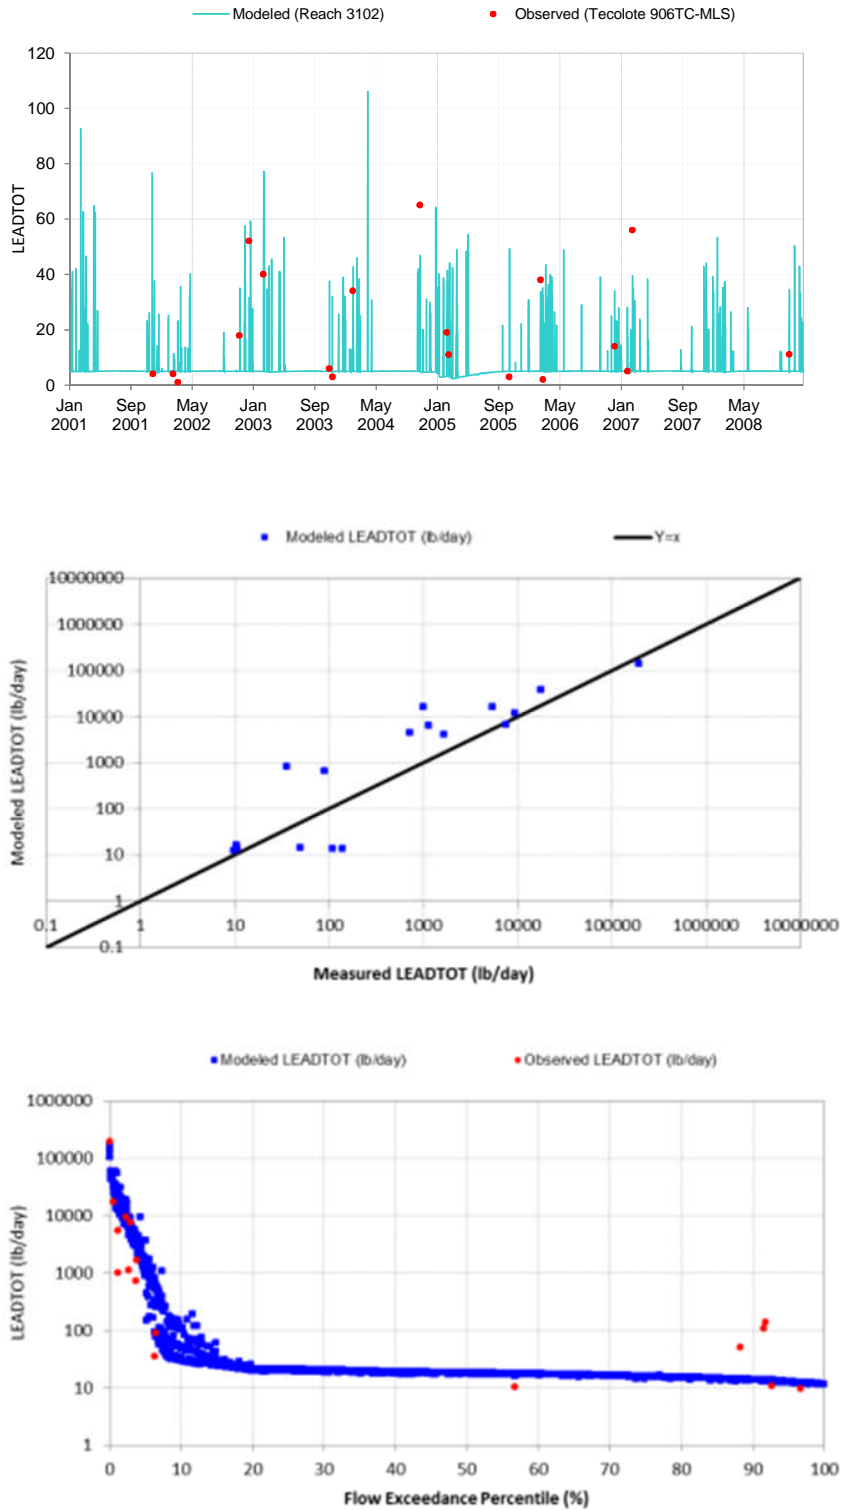 Modeled (Reach 3102) Observed (Tecolote 906TC-MLS)
120
100
80
60
40
20
0
LEADTOT
Jan Sep May Jan Sep May Jan Sep May Jan Sep May
2001 2001 2002 2003 2003 2004 2005 2005 2006 2007 2007 2008
Modeled LEADTOT (lb/day) Y=x
10000000
1000000
100000
10000
1000
100
10
1
0.1
Modeled LEADTOT (lb/day)
0.1 1 10 100 1000 10000 100000 1000000 10000000
Measured LEADTOT (lb/day)
Modeled LEADTOT (lb/day) Observed LEADTOT (lb/day)
1000000
100000
10000
1000
100
10
1
LEADTOT (lb/day)
0 10 20 30 40 50 60 70 80 90 100
Flow Exceedance Percentile (%)